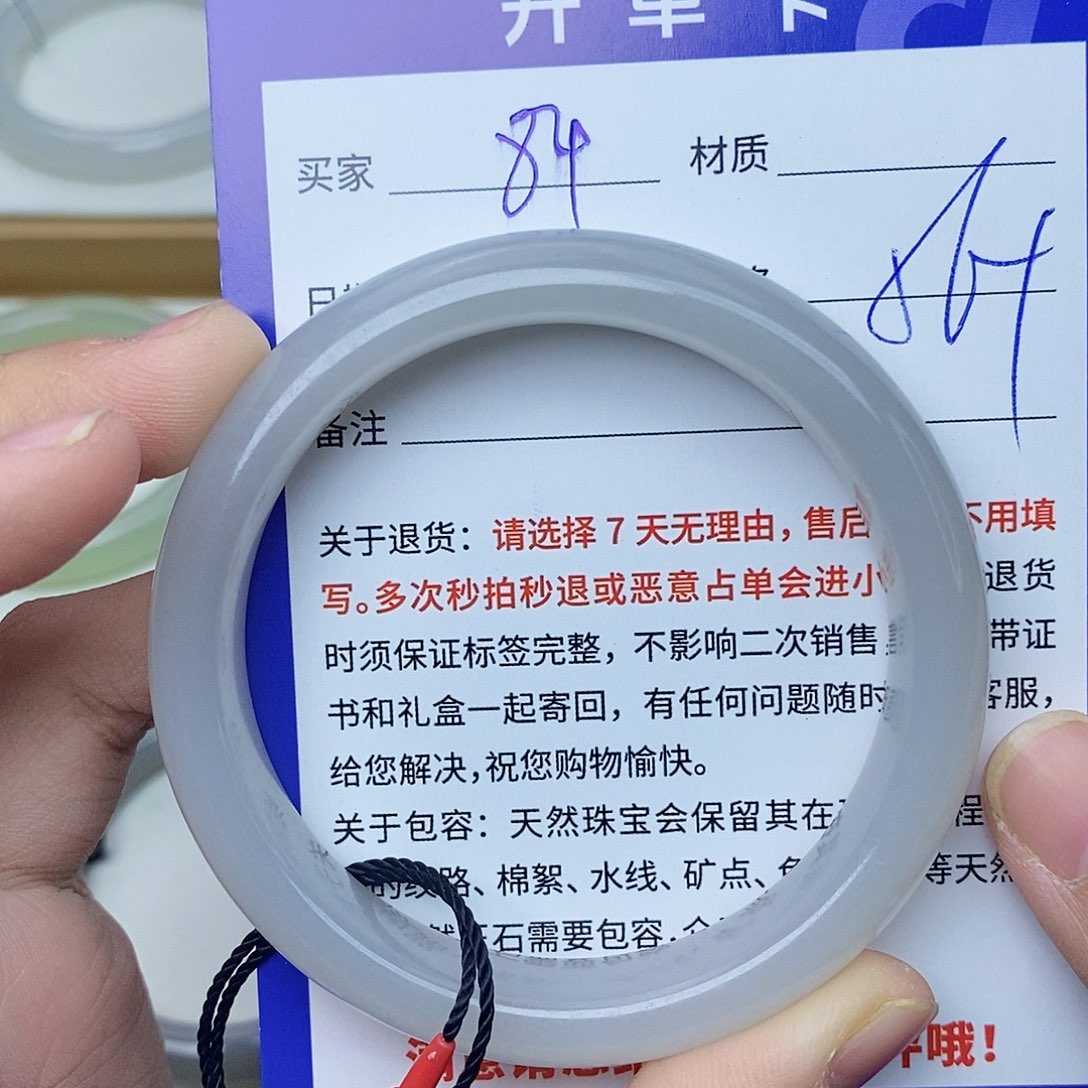 开单卡
买家 84 材质
864
备注
关于退货：请选择7天无理由，售后 不用填
写。多次秒拍秒退或恶意占单会进小 退货
时须保证标签完整，不影响二次销售 带证
书和礼盒一起寄回，有任何问题随时 客服，
给您解决，祝您购物愉快。
关于包容：天然珠宝会保留其在 程
的纹路、棉絮、水线、矿点、色 等天然
石需要包容，
哦！